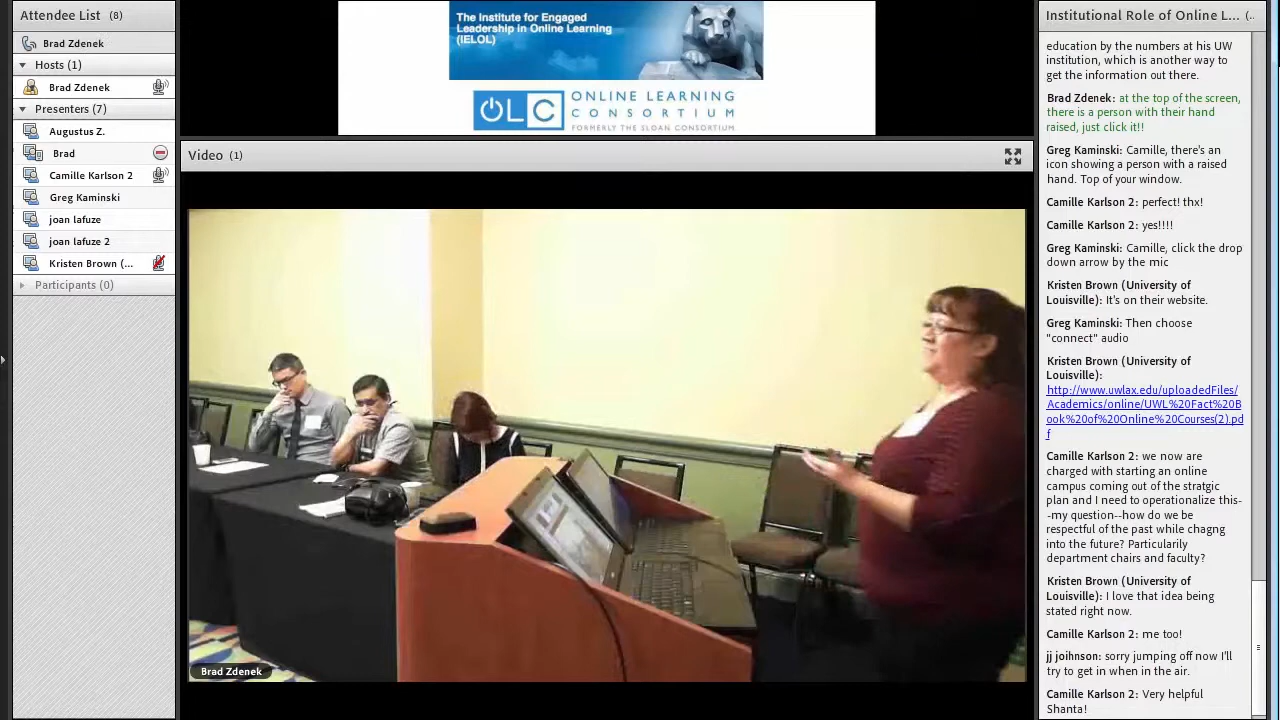 Attendee List (8)
Brad Zdenek
Hosts (1)
Brad Zdenek
Presenters (7)
Augustus Z.
Brad
Camille Karlson 2
Greg Kaminski
joan lafuze
joan lafuze 2
Kristen Brown (...
Participants (0)
The Institute for Engaged
Leadership in Online Learning
(IELOL)
OLC ONLINE LEARNING
CONSORTIUM
FORMERLY THE SLOAN CONSORTIUM
Video (1)
Brad Zdenek
Institutional Role of Online L... (..
education by the numbers at his UW
institution, which is another way to
get the information out there.
Brad Zdenek: at the top of the screen,
there is a person with their hand
raised, just click it!!
Greg Kaminski: Camille, there's an
icon showing a person with a raised
hand. Top of your window.
Camille Karlson 2: perfect! thx!
Camille Karlson 2: yes!!!!
Greg Kaminski: Camille, click the drop
down arrow by the mic
Kristen Brown (University of
Louisville): It's on their website.
Greg Kaminski: Then choose
"connect" audio
Kristen Brown (University of
Louisville):
http://www.uwlax.edu/uploadedFiles/
Academics/online/UWL%20Fact%20B
ook%20of%20Online%20Courses(2).pd
f
Camille Karlson 2: we now are
charged with starting an online
campus coming out of the stratgic
plan and I need to operationalize this-
-my question--how do we be
respectful of the past while chagng
into the future? Particularily
department chairs and faculty?
Kristen Brown (University of
Louisville): I love that idea being
stated right now.
Camille Karlson 2: me too!
jj joihnson: sorry jumping off now I'll
try to get in when in the air.
Camille Karlson 2: Very helpful
Shanta!